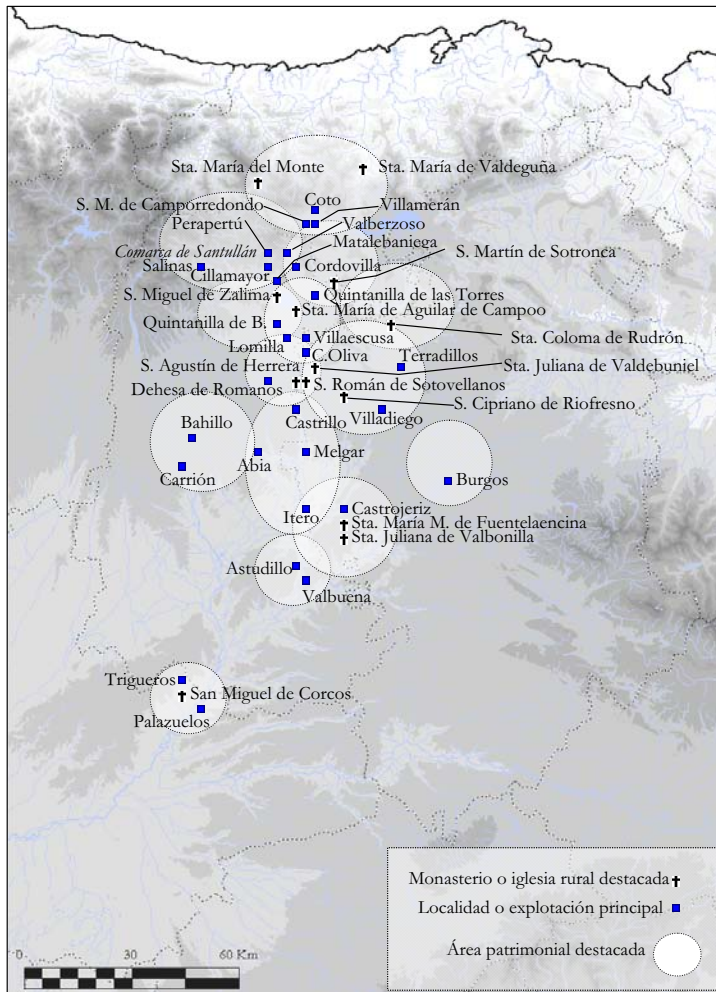 Sta. María del Monte
Sta. María de Valdeguña
Coto
S. M. de Camporredondo
Villamerán
Perapertú
Valberzoso
Matalebaniega
Comarca de Santullán
S. Martín de Sotronca
Salinas
Cordovilla
Cillamayor
S. Miguel de Zalima
Quintanilla de las Torres
Sta. María de Aguilar de Campoo
Quintanilla de B.
Sta. Coloma de Rudrón
Villaescusa
Lomilla
C.Oliva
Terradillos
Sta. Juliana de Valdebuniel
S. Agustín de Herrera
Dehesa de Romanos
S. Román de Sotovellanos
S. Cipriano de Riofresno
Castrillo
Villadiego
Bahillo
Abia
Melgar
Carrión
Burgos
Itero
Castrojeriz
Sta. María M. de Fuentelaencina
Sta. Juliana de Valbonilla
Astudillo
Valbuena
Trigueros
San Miguel de Corcos
Palazuelos
Monasterio o iglesia rural destacada
Localidad o explotación principal
Área patrimonial destacada
0 30 60 Km